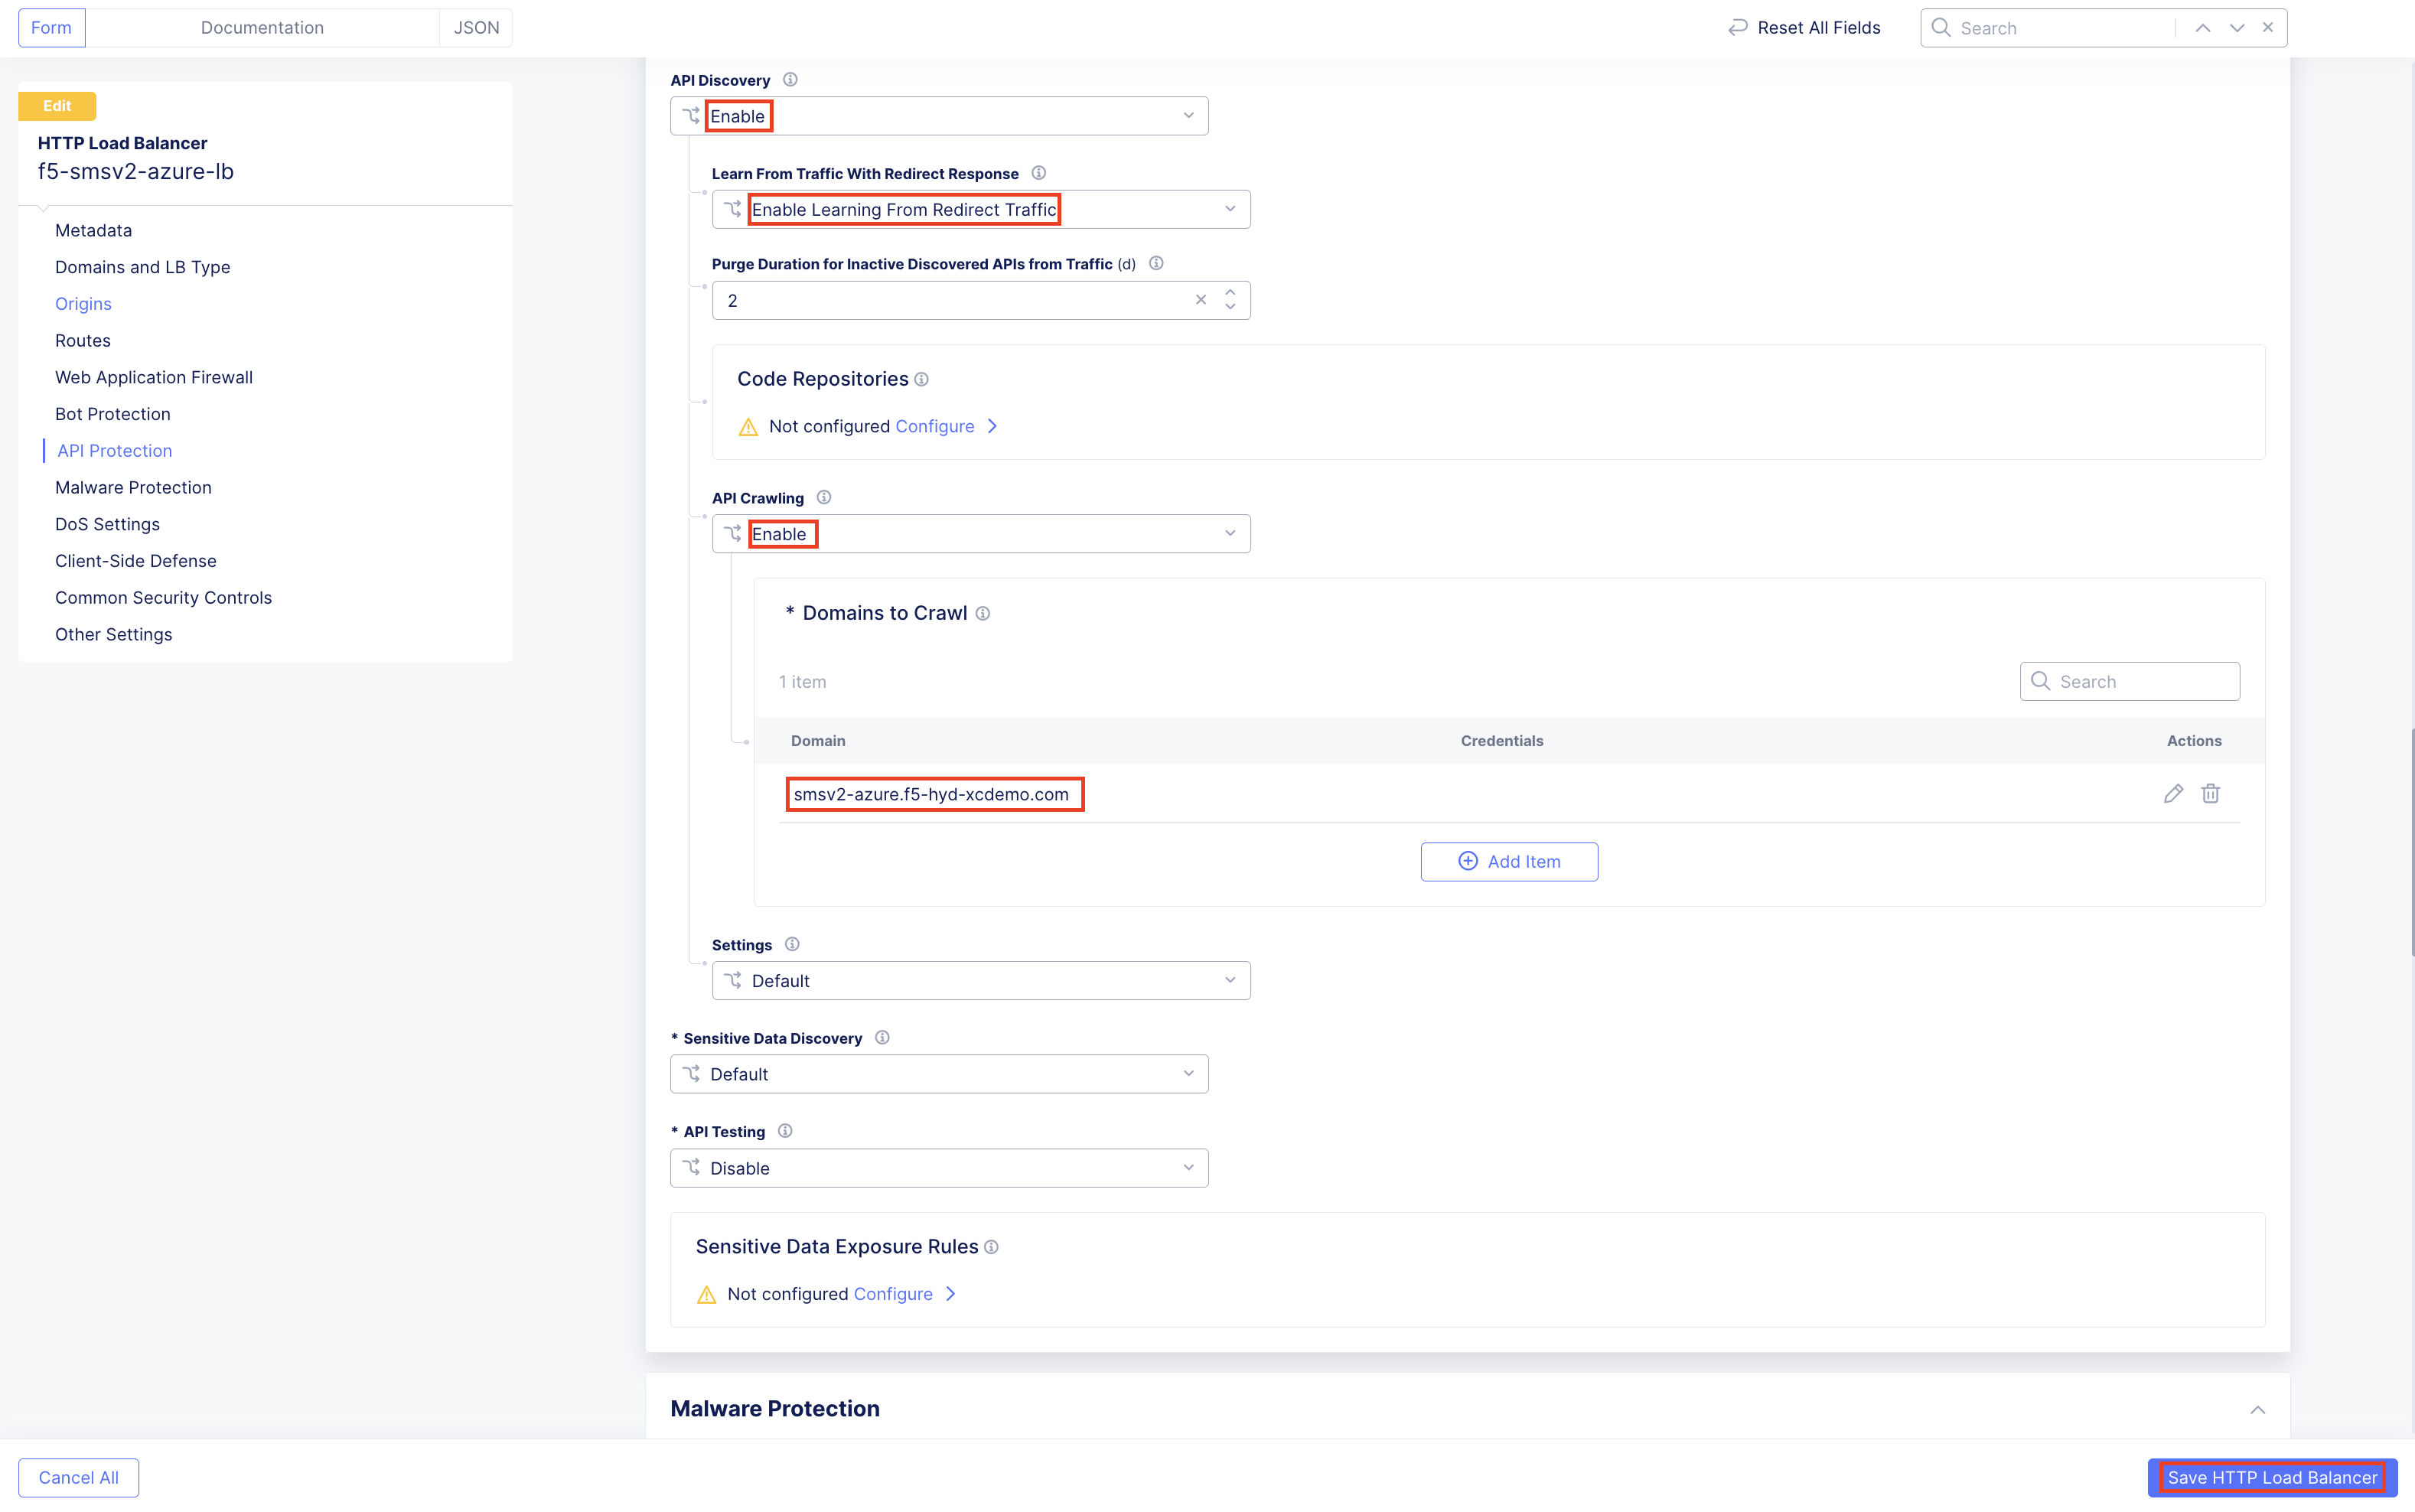 Form
Documentation
JSON
Reset All Fields
Search
Edit
HTTP Load Balancer
f5-smsv2-azure-lb
Metadata
Domains and LB Type
Origins
Routes
Web Application Firewall
Bot Protection
API Protection
Malware Protection
DoS Settings
Client-Side Defense
Common Security Controls
Other Settings
API Discovery
Enable
Learn From Traffic With Redirect Response
Enable Learning From Redirect Traffic
Purge Duration for Inactive Discovered APIs from Traffic (d)
2
Code Repositories
Not configured Configure
API Crawling
Enable
* Domains to Crawl
1 item
Search
Domain Credentials Actions
smsv2-azure.f5-hyd-xcdemo.com
Add Item
Settings
Default
* Sensitive Data Discovery
Default
* API Testing
Disable
Sensitive Data Exposure Rules
Not configured Configure
Malware Protection
Cancel All
Save HTTP Load Balancer